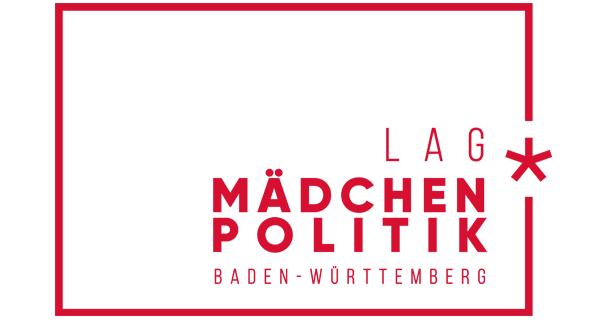 LAG
MÄDCHEN
POLITIK
BADEN-WÜRTTEMBERG